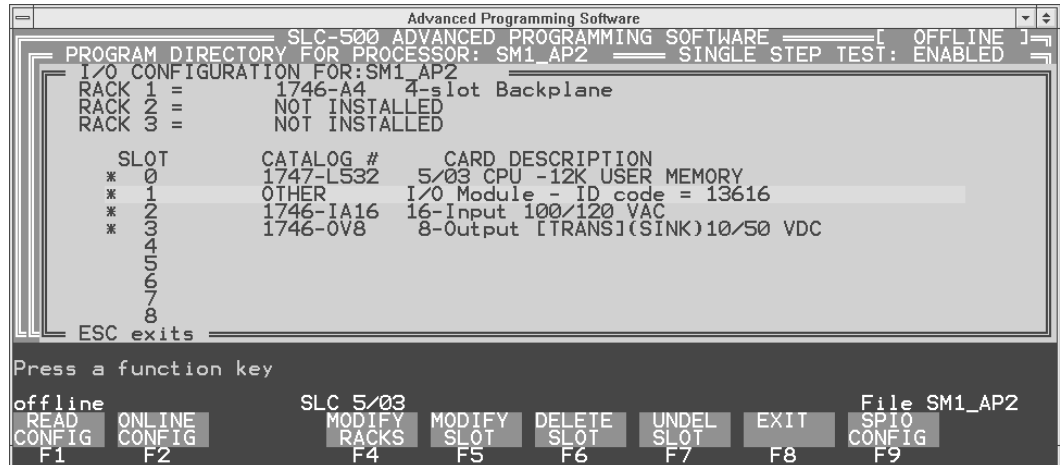 Advanced Programming Software
SLC-500 ADVANCED PROGRAMMING SOFTWARE [ OFFLINE ]
PROGRAM DIRECTORY FOR PROCESSOR: SM1_AP2 SINGLE STEP TEST: ENABLED
I/O CONFIGURATION FOR:SM1_AP2
RACK 1 = 1746-A4 4-slot Backplane
RACK 2 = NOT INSTALLED
RACK 3 = NOT INSTALLED
SLOT CATALOG # CARD DESCRIPTION
* 0 1747-L532 5/03 CPU -12K USER MEMORY
* 1 OTHER I/O Module - ID code = 13616
* 2 1746-IA16 16-Input 100/120 VAC
* 3 1746-OV8 8-Output [TRANS](SINK)10/50 VDC
4
5
6
7
8
ESC exits
Press a function key
offline SLC 5/03 File SM1_AP2
READ ONLINE MODIFY MODIFY DELETE UNDEL EXIT SPIO
CONFIG CONFIG RACKS SLOT SLOT SLOT CONFIG
F1 F2 F4 F5 F6 F7 F8 F9